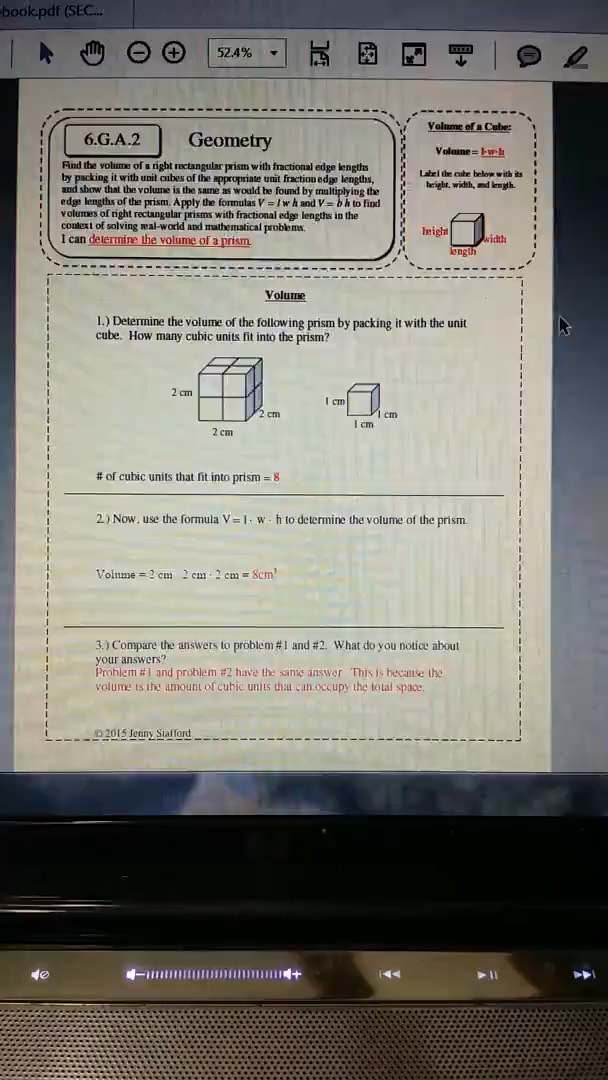 book.pdf (SEC...
52.4%
6.G.A.2 Geometry
Find the volume of a right rectangular prism with fractional edge lengths
by packing it with unit cubes of the appropriate unit fraction edge lengths,
and show that the volume is the same as would be found by multiplying the
edge lengths of the prism. Apply the formulas V = l w h and V = b h to find
volumes of right rectangular prisms with fractional edge lengths in the
context of solving real-world and mathematical problems.
I can determine the volume of a prism.
Volume of a Cube:
Volume = l·w·h
Label the cube below with its
height, width, and length.
height
width
length
Volume
1.) Determine the volume of the following prism by packing it with the unit
cube. How many cubic units fit into the prism?
2 cm
2 cm
2 cm
1 cm
1 cm
1 cm
# of cubic units that fit into prism = 8
2.) Now, use the formula V = l · w · h to determine the volume of the prism.
Volume = 2 cm · 2 cm · 2 cm = 8cm³
3.) Compare the answers to problem #1 and #2. What do you notice about
your answers?
Problem #1 and problem #2 have the same answer. This is because the
volume is the amount of cubic units that can occupy the total space.
© 2015 Jenny Stafford